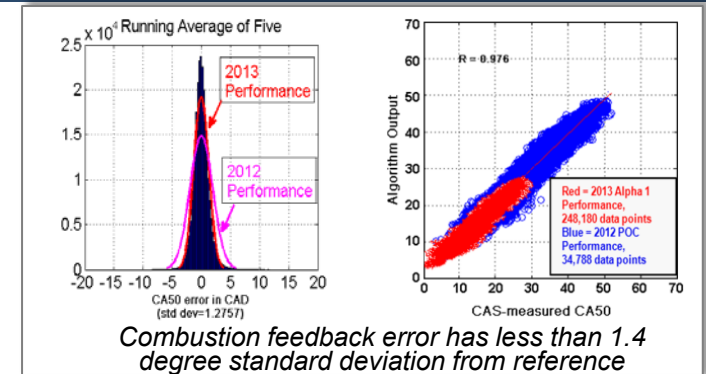 x 10⁴ Running Average of Five
2.5
2
1.5
1
0.5
0
2013
Performance
2012
Performance
-20 -15 -10 -5 0 5 10 15 20
CA50 error in CAD
(std dev=1.2757)
70
60
50
40
30
20
10
0
Algorithm Output
R = 0.976
Red = 2013 Alpha 1
Performance,
248,180 data points
Blue = 2012 POC
Performance,
34,788 data points
0 10 20 30 40 50 60 70
CAS-measured CA50
Combustion feedback error has less than 1.4
degree standard deviation from reference